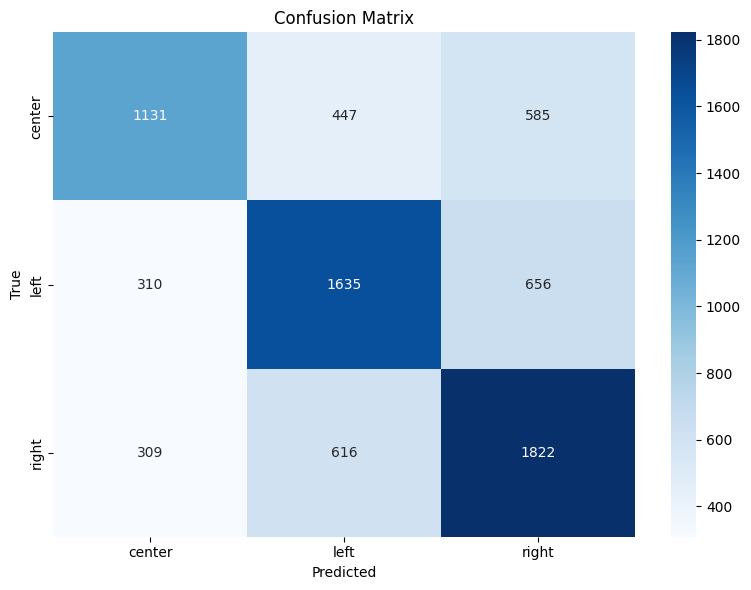 Confusion Matrix
True
center
left
right
1131 447 585
310 1635 656
309 616 1822
center left right
Predicted
1800
1600
1400
1200
1000
800
600
400